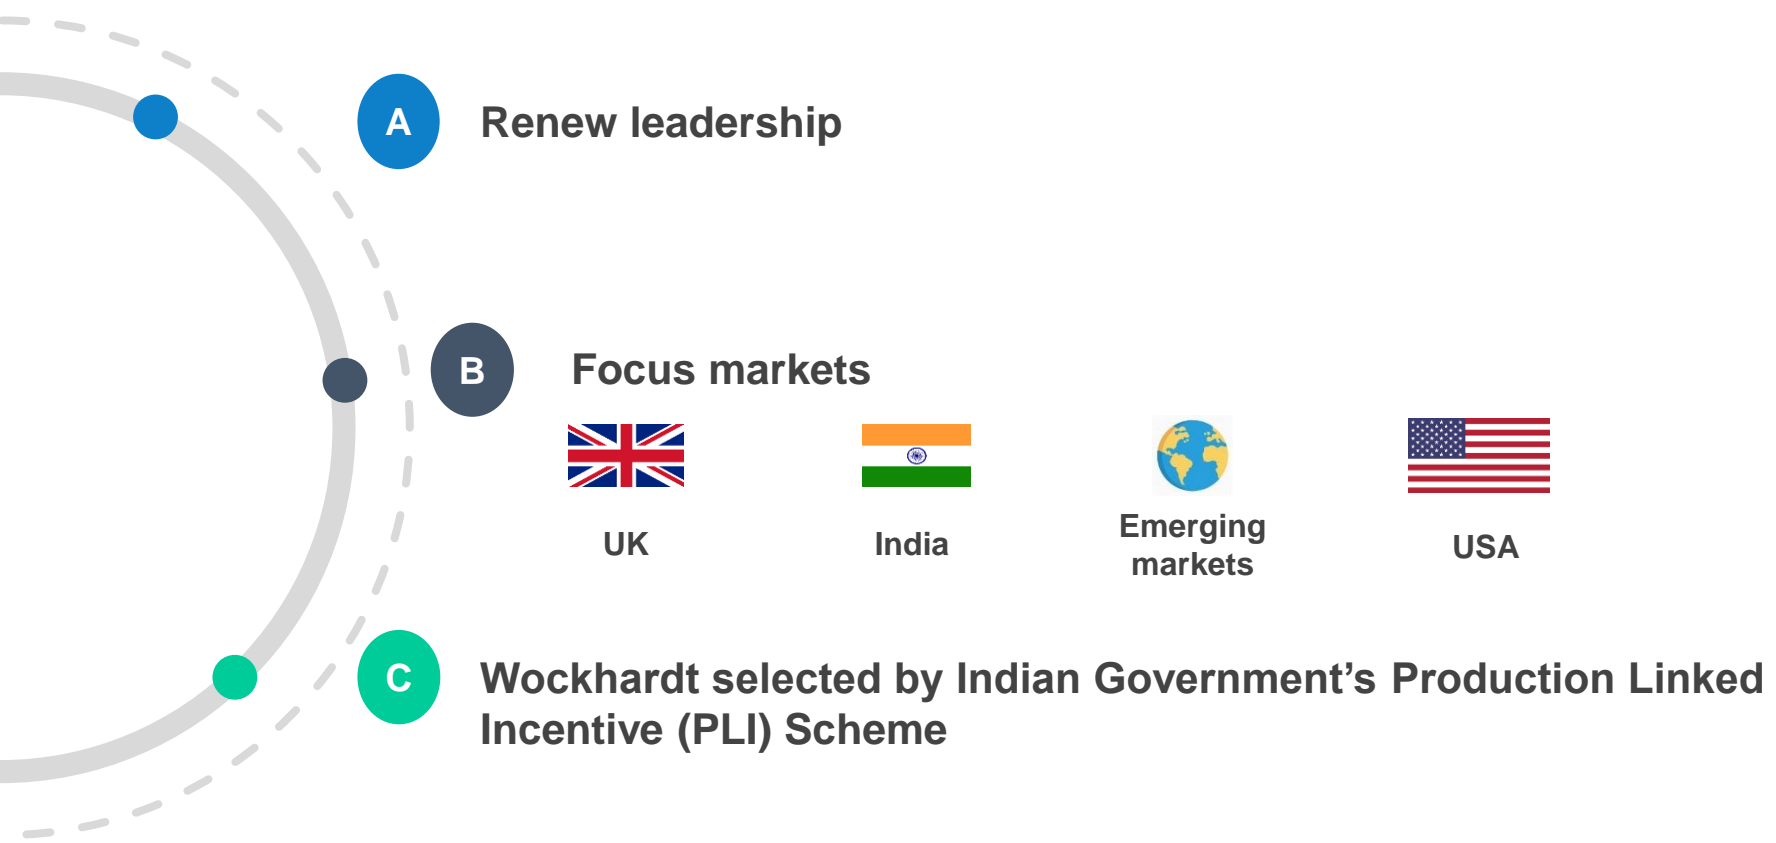 A
Renew leadership
B
Focus markets
UK
India
Emerging
markets
USA
C
Wockhardt selected by Indian Government’s Production Linked
Incentive (PLI) Scheme